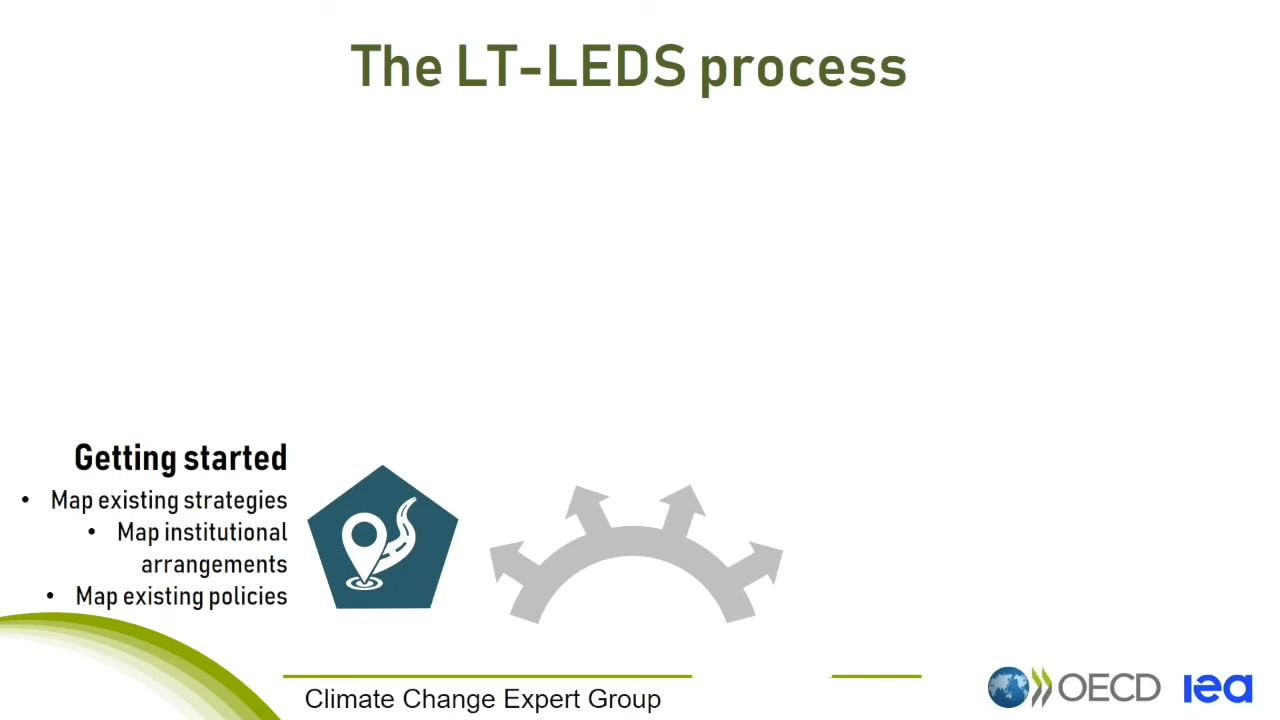 The LT-LEDS process
Getting started
• Map existing strategies
• Map institutional
arrangements
• Map existing policies
Climate Change Expert Group
OECD
iea